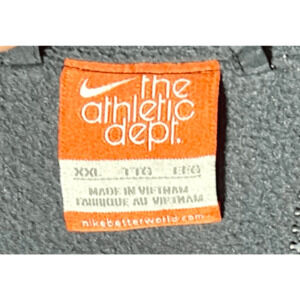 the
athletic
dept.
XXL TTG EEG
MADE IN VIETNAM
FABRIQUE AU VIETNAM
nikebetterworld.com